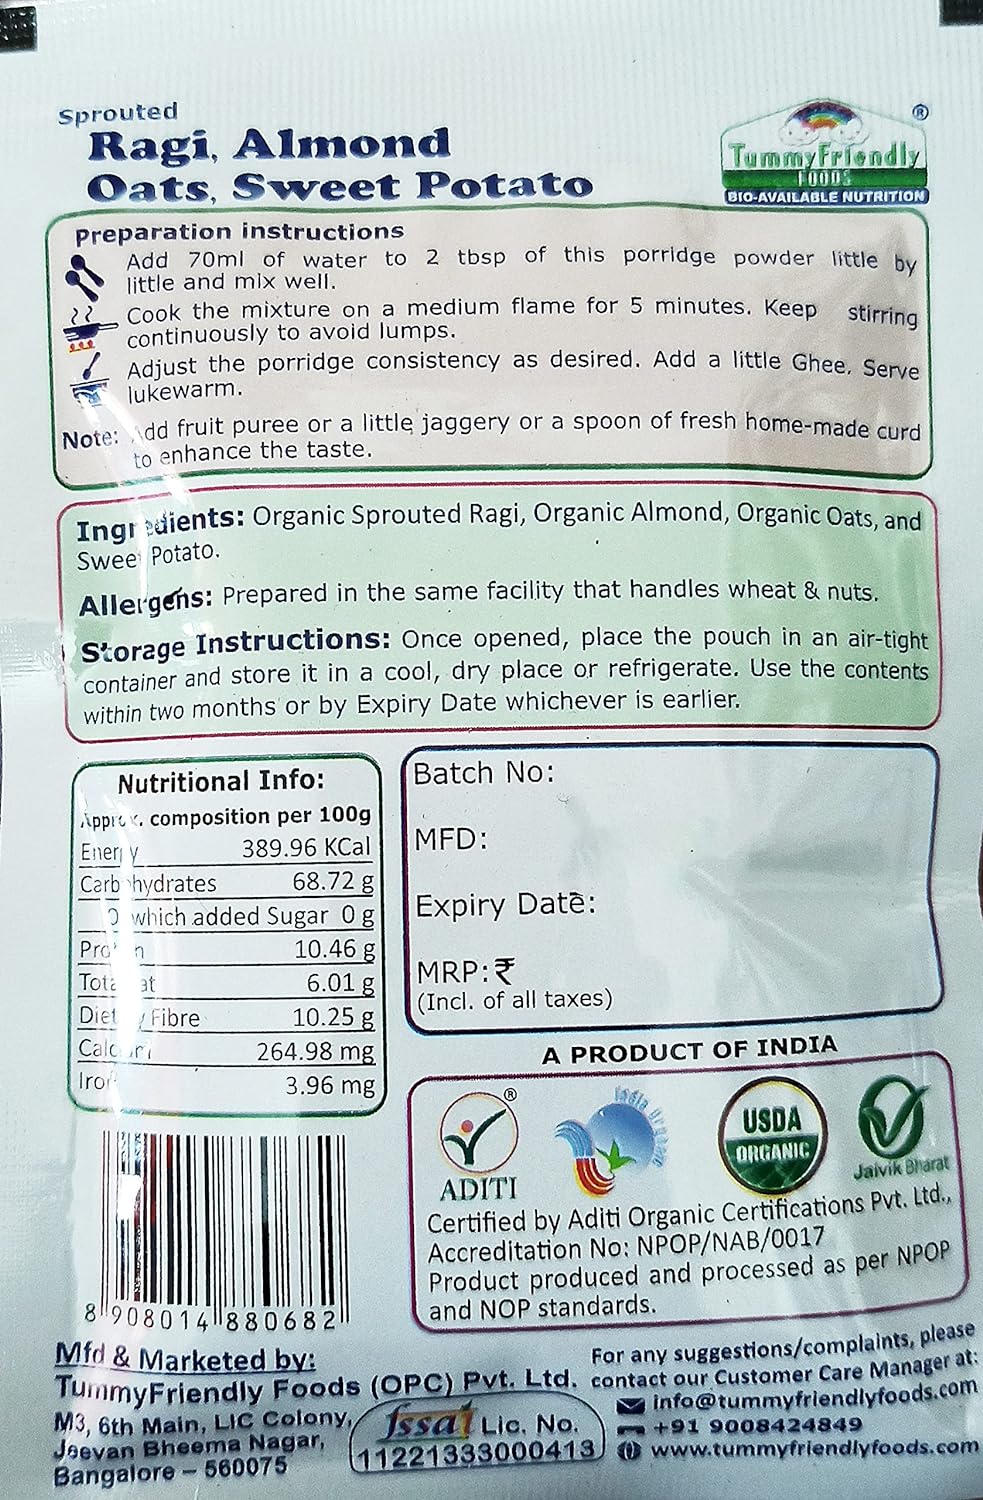 Sprouted
Ragi, Almond
Oats, Sweet Potato
®
TummyFriendly
FOODS
BIO-AVAILABLE NUTRITION
Preparation instructions
Add 70ml of water to 2 tbsp of this porridge powder little by
little and mix well.
Cook the mixture on a medium flame for 5 minutes. Keep stirring
continuously to avoid lumps.
Adjust the porridge consistency as desired. Add a little Ghee. Serve
lukewarm.
Note: Add fruit puree or a little jaggery or a spoon of fresh home-made curd
to enhance the taste.
Ingredients: Organic Sprouted Ragi, Organic Almond, Organic Oats, and
Sweet Potato.
Allergens: Prepared in the same facility that handles wheat & nuts.
Storage Instructions: Once opened, place the pouch in an air-tight
container and store it in a cool, dry place or refrigerate. Use the contents
within two months or by Expiry Date whichever is earlier.
Nutritional Info:
Approx. composition per 100g
Energy 389.96 KCal
Carbohydrates 68.72 g
Of which added Sugar 0 g
Protein 10.46 g
Total Fat 6.01 g
Dietary Fibre 10.25 g
Calcium 264.98 mg
Iron 3.96 mg
Batch No:
MFD:
Expiry Date:
MRP:₹
(Incl. of all taxes)
A PRODUCT OF INDIA
®
ADITI
India Organic
USDA
ORGANIC
Jaivik Bharat
Certified by Aditi Organic Certifications Pvt. Ltd.,
Accreditation No: NPOP/NAB/0017
Product produced and processed as per NPOP
and NOP standards.
8 908014 880682
Mfd & Marketed by:
TummyFriendly Foods (OPC) Pvt. Ltd.
M3, 6th Main, LIC Colony,
Jeevan Bheema Nagar,
Bangalore – 560075
fssai Lic. No.
11221333000413
For any suggestions/complaints, please
contact our Customer Care Manager at:
info@tummyfriendlyfoods.com
+91 9008424849
www.tummyfriendlyfoods.com